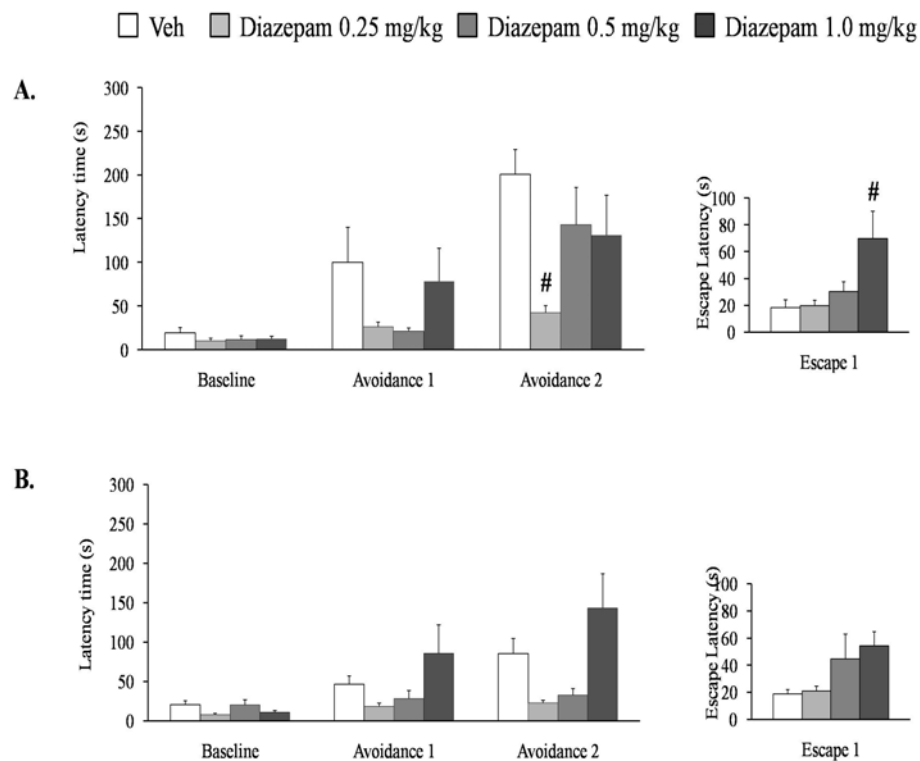 Veh Diazepam 0.25 mg/kg Diazepam 0.5 mg/kg Diazepam 1.0 mg/kg
A.
Latency time (s)
300
250
200
150
100
50
0
#
Baseline Avoidance 1 Avoidance 2
Escape Latency (s)
100
80
60
40
20
0
#
Escape 1
B.
Latency time (s)
300
250
200
150
100
50
0
Baseline Avoidance 1 Avoidance 2
Escape Latency (s)
100
80
60
40
20
0
Escape 1